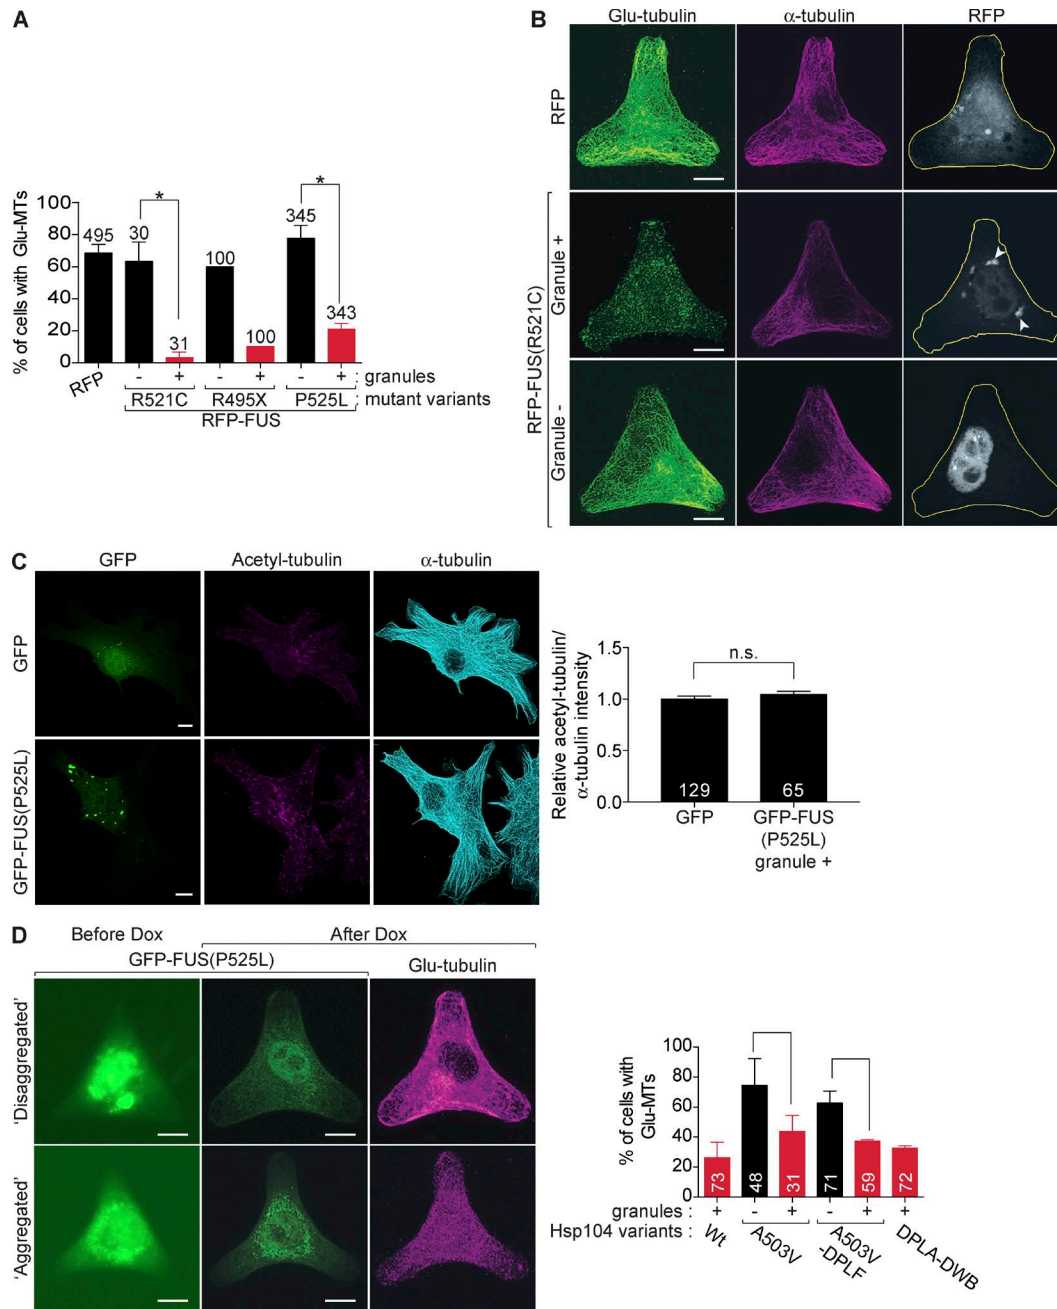 A
% of cells with Glu-MTs
100
80
60
40
20
0
495
30
31
100
100
345
343
*
*
RFP
- + - + - + : granules
R521C R495X P525L : mutant variants
RFP-FUS
B
Glu-tubulin α-tubulin RFP
RFP
RFP-FUS(R521C)
Granule +
Granule -
C
GFP Acetyl-tubulin α-tubulin
GFP
GFP-FUS(P525L)
Relative acetyl-tubulin/
α-tubulin intensity
1.5
1.0
0.5
0.0
n.s.
129 65
GFP GFP-FUS
(P525L)
granule +
D
Before Dox After Dox
GFP-FUS(P525L)
Glu-tubulin
'Disaggregated'
'Aggregated'
% of cells with
Glu-MTs
100
80
60
40
20
0
73 48 31 71 59 72
granules : + - + - + +
Hsp104 variants : Wt A503V A503V
-DPLF
DPLA-DWB